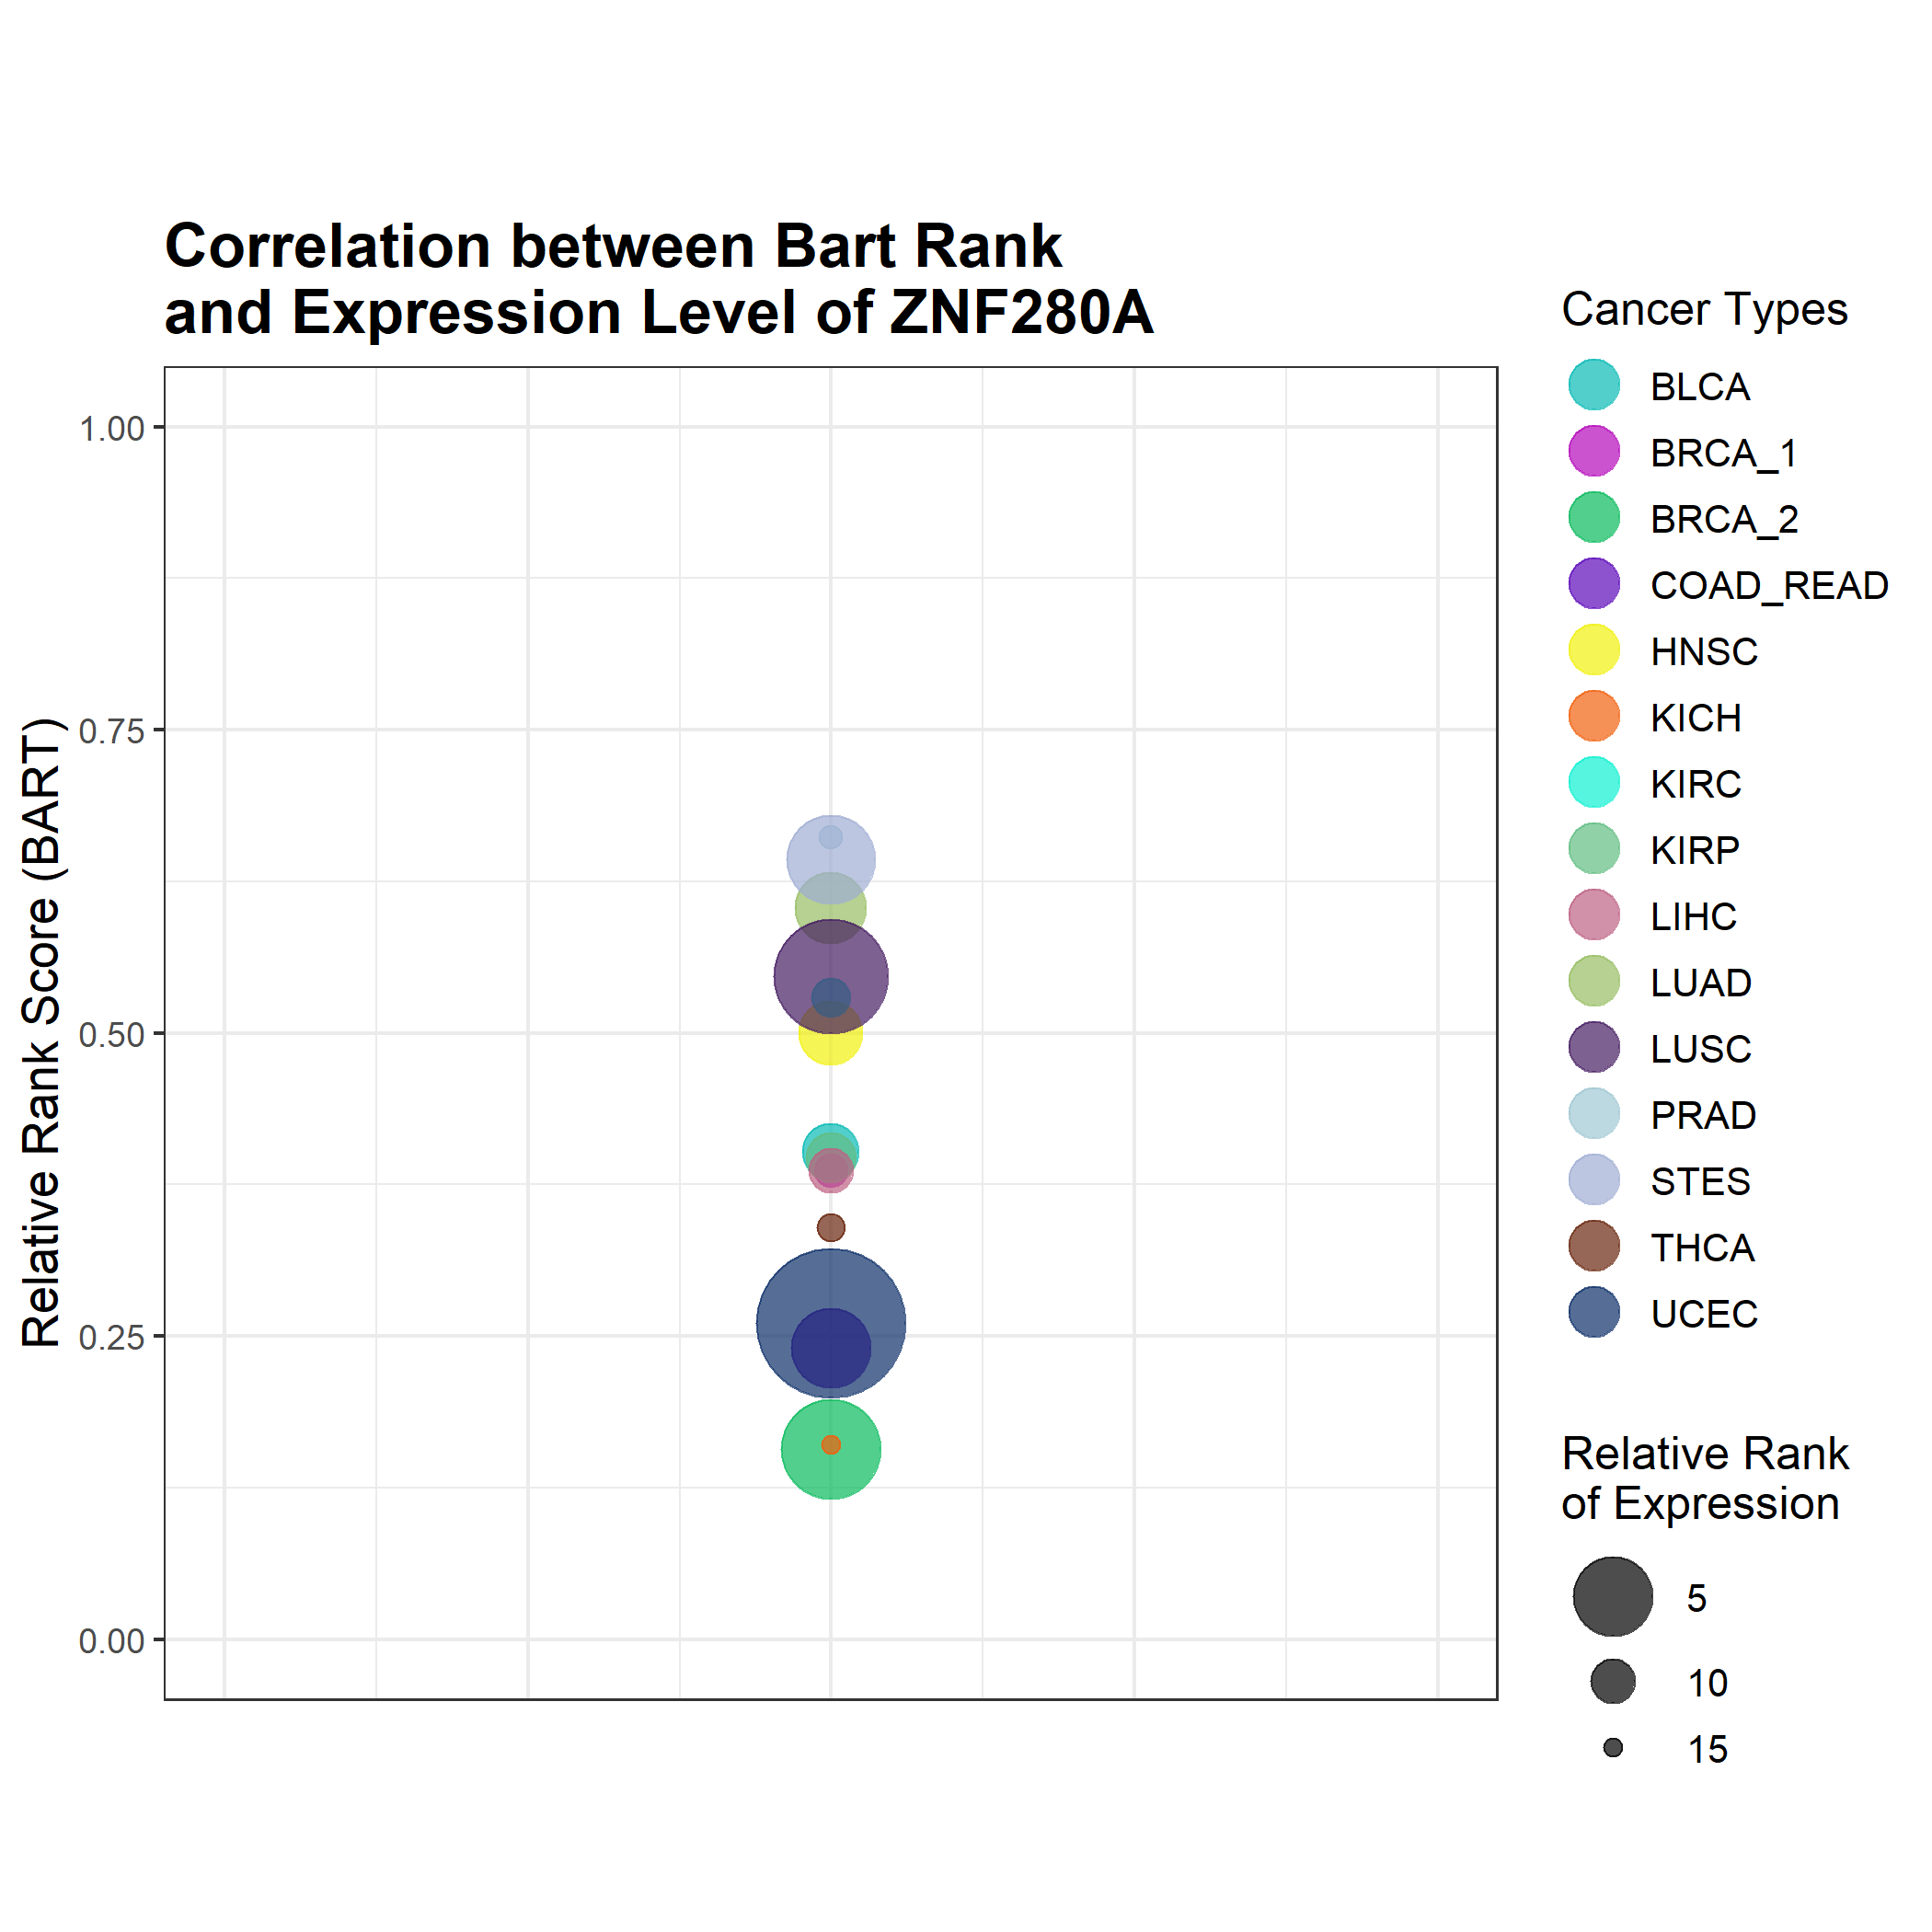 Correlation between Bart Rank
and Expression Level of ZNF280A
Relative Rank Score (BART)
1.00
0.75
0.50
0.25
0.00
Cancer Types
BLCA
BRCA_1
BRCA_2
COAD_READ
HNSC
KICH
KIRC
KIRP
LIHC
LUAD
LUSC
PRAD
STES
THCA
UCEC
Relative Rank
of Expression
5
10
15